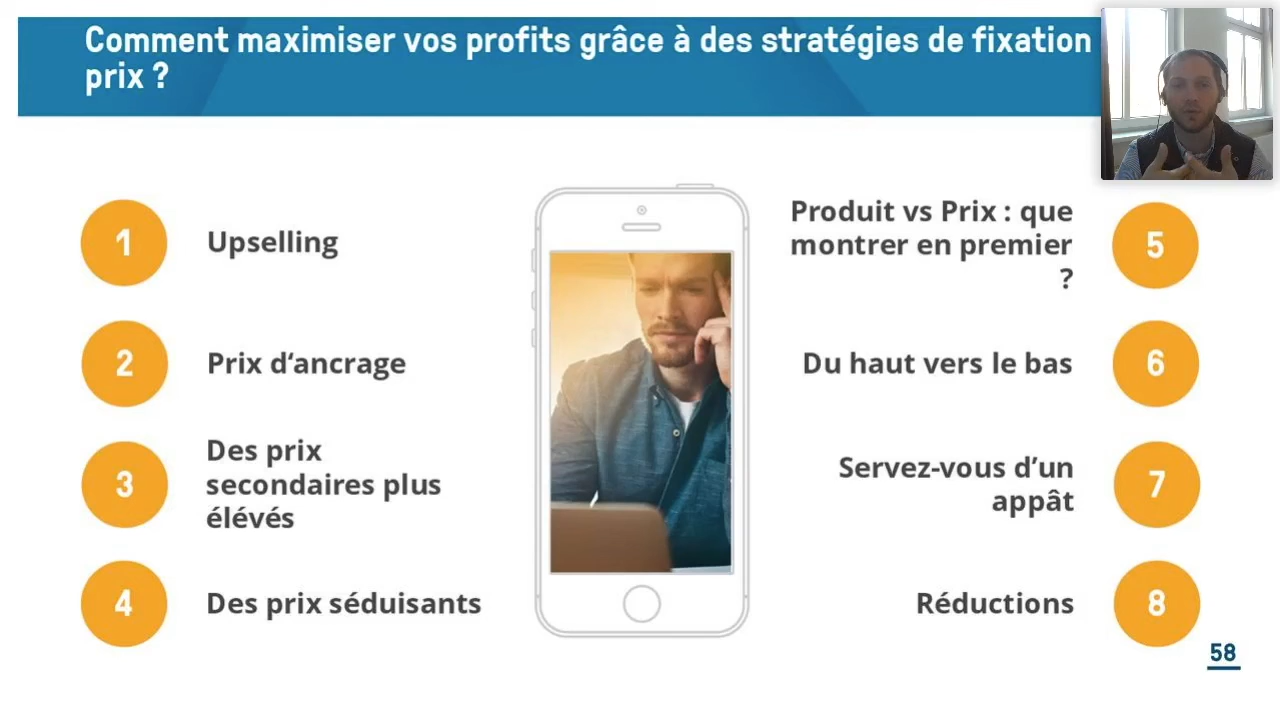 Comment maximiser vos profits grâce à des stratégies de fixation
prix ?
1
Upselling
2
Prix d‘ancrage
3
Des prix
secondaires plus
élévés
4
Des prix séduisants
Produit vs Prix : que
montrer en premier
?
5
Du haut vers le bas
6
Servez-vous d’un
appât
7
Réductions
8
58